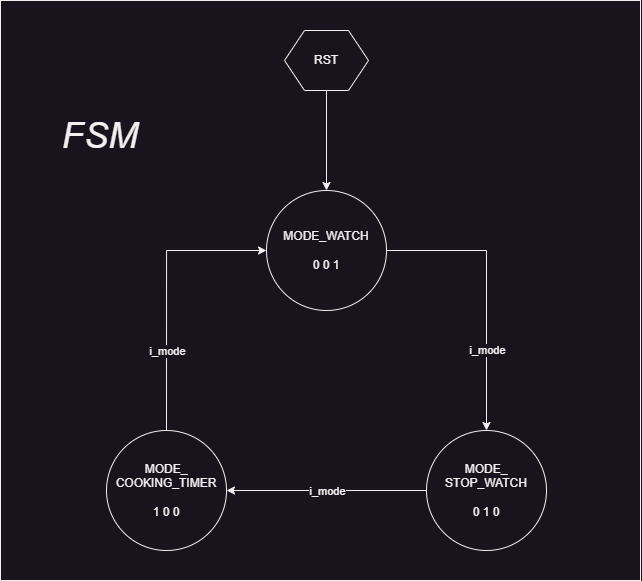 RST
FSM
MODE_WATCH
0 0 1
i_mode
i_mode
MODE_
COOKING_TIMER
1 0 0
i_mode
MODE_
STOP_WATCH
0 1 0